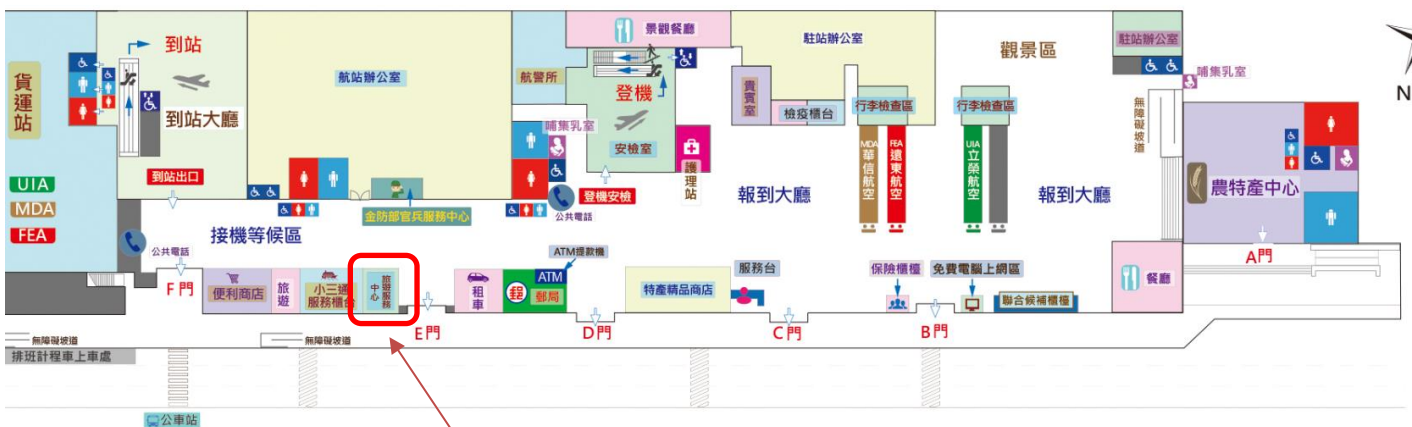 到站
到站大廳
貨運站
UIA
MDA
FEA
到站出口
公共電話
接機等候區
航站辦公室
金防部官兵服務中心
航警所
景觀餐廳
登機
安檢室
哺集乳室
登機安檢
公共電話
護理站
駐站辦公室
貴賓室
檢疫櫃台
行李檢查區
行李檢查區
MDA
華信航空
FEA
遠東航空
UIA
立榮航空
觀景區
駐站辦公室
報到大廳
報到大廳
無障礙坡道
哺集乳室
農特產中心
N
A門
F門
便利商店
旅遊
小三通
服務櫃台
旅遊服務
中心
E門
租車
ATM提款機
ATM
郵局
D門
特產精品商店
服務台
C門
保險櫃檯
B門
免費電腦上網區
聯合候補櫃檯
餐廳
無障礙坡道
無障礙坡道
排班計程車上車處
公車站